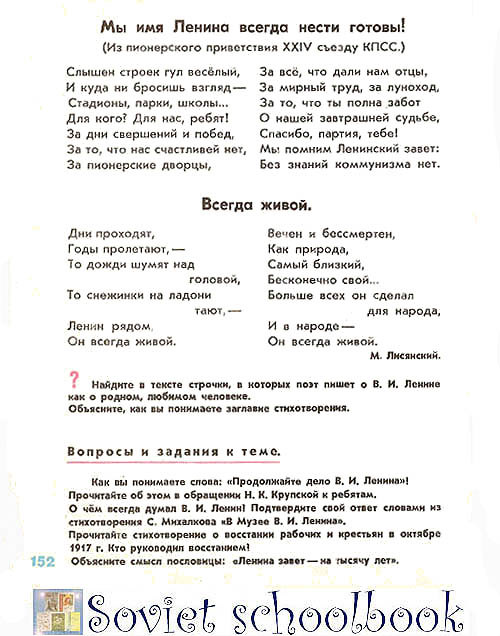 Мы имя Ленина всегда нести готовы!
(Из пионерского приветствия XXIV съезду КПСС.)
Слышен строек гул весёлый,
И куда ни бросишь взгляд—
Стадионы, парки, школы...
Для кого? Для нас, ребят!
За дни свершений и побед,
За то, что нас счастливей нет,
За пионерские дворцы,
За всё, что дали нам отцы,
За мирный труд, за луноход,
За то, что ты полна забот
О нашей завтрашней судьбе,
Спасибо, партия, тебе!
Мы помним Ленинский завет:
Без знаний коммунизма нет.
Всегда живой.
Дни проходят,
Годы пролетают,—
То дожди шумят над
головой,
То снежинки на ладони
тают,—
Ленин рядом,
Он всегда живой.
Вечен и бессмертен,
Как природа,
Самый близкий,
Бесконечно свой...
Больше всех он сделал
для народа,
И в народе—
Он всегда живой.
М. Лисянский.
? Найдите в тексте строчки, в которых поэт пишет о В. И. Ленине
как о родном, любимом человеке.
Объясните, как вы понимаете заглавие стихотворения.
Вопросы и задания к теме.
Как вы понимаете слова: «Продолжайте дело В. И. Ленина»!
Прочитайте об этом в обращении Н. К. Крупской к ребятам.
О чём всегда думал В. И. Ленин! Подтвердите свой ответ словами из
стихотворения С. Михалкова «В Музее В. И. Ленина».
Прочитайте стихотворение о восстании рабочих и крестьян в октябре
1917 г. Кто руководил восстанием!
Объясните смысл пословицы: «Ленина завет—на тысячу лет».
152
Soviet schoolbook